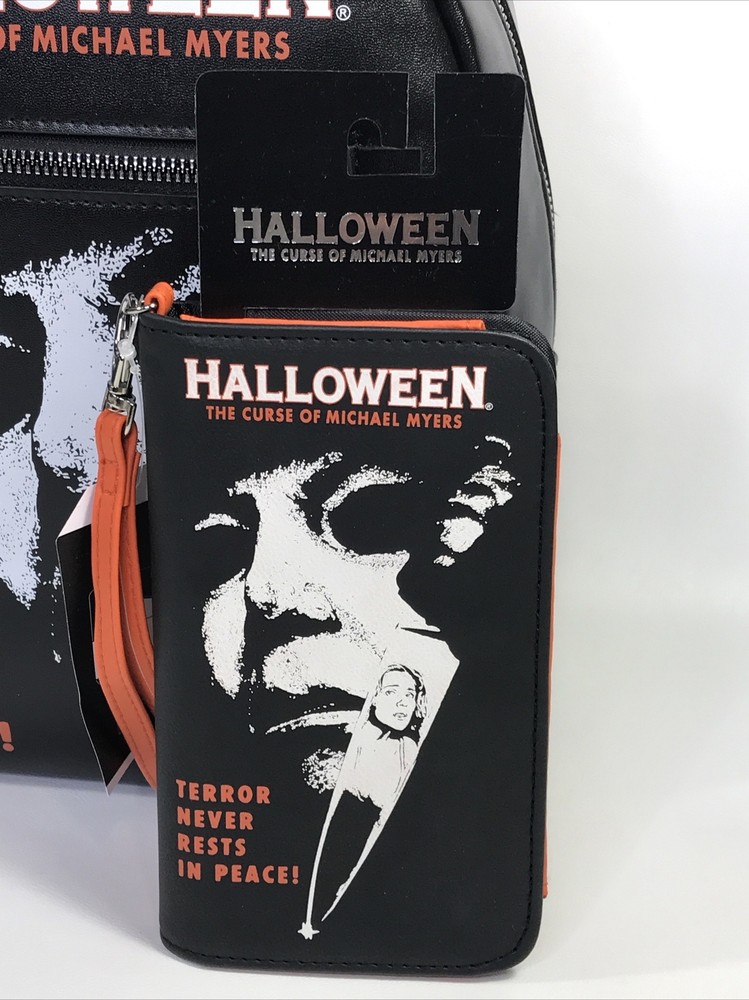 HALLOWEEN®
OF MICHAEL MYERS
HALLOWEEN
THE CURSE OF MICHAEL MYERS
HALLOWEEN®
THE CURSE OF MICHAEL MYERS
TERROR
NEVER
RESTS
IN PEACE!
!